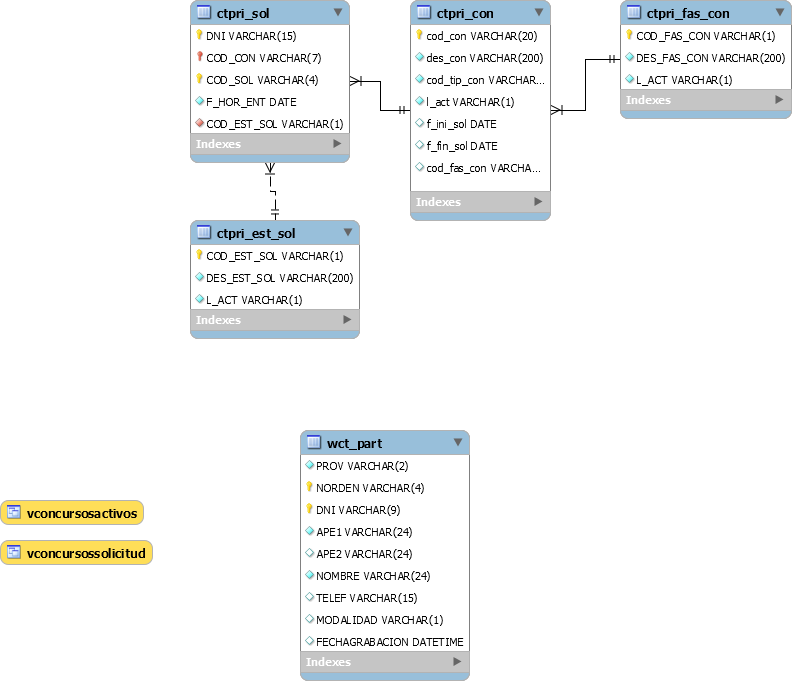 ctpri_sol
DNI VARCHAR(15)
COD_CON VARCHAR(7)
COD_SOL VARCHAR(4)
F_HOR_ENT DATE
COD_EST_SOL VARCHAR(1)
Indexes
ctpri_con
cod_con VARCHAR(20)
des_con VARCHAR(200)
cod_tip_con VARCHAR...
l_act VARCHAR(1)
f_ini_sol DATE
f_fin_sol DATE
cod_fas_con VARCHA...
Indexes
ctpri_fas_con
COD_FAS_CON VARCHAR(1)
DES_FAS_CON VARCHAR(200)
L_ACT VARCHAR(1)
Indexes
ctpri_est_sol
COD_EST_SOL VARCHAR(1)
DES_EST_SOL VARCHAR(200)
L_ACT VARCHAR(1)
Indexes
vconcursosactivos
vconcursossolicitud
wct_part
PROV VARCHAR(2)
NORDEN VARCHAR(4)
DNI VARCHAR(9)
APE1 VARCHAR(24)
APE2 VARCHAR(24)
NOMBRE VARCHAR(24)
TELEF VARCHAR(15)
MODALIDAD VARCHAR(1)
FECHAGRABACION DATETIME
Indexes